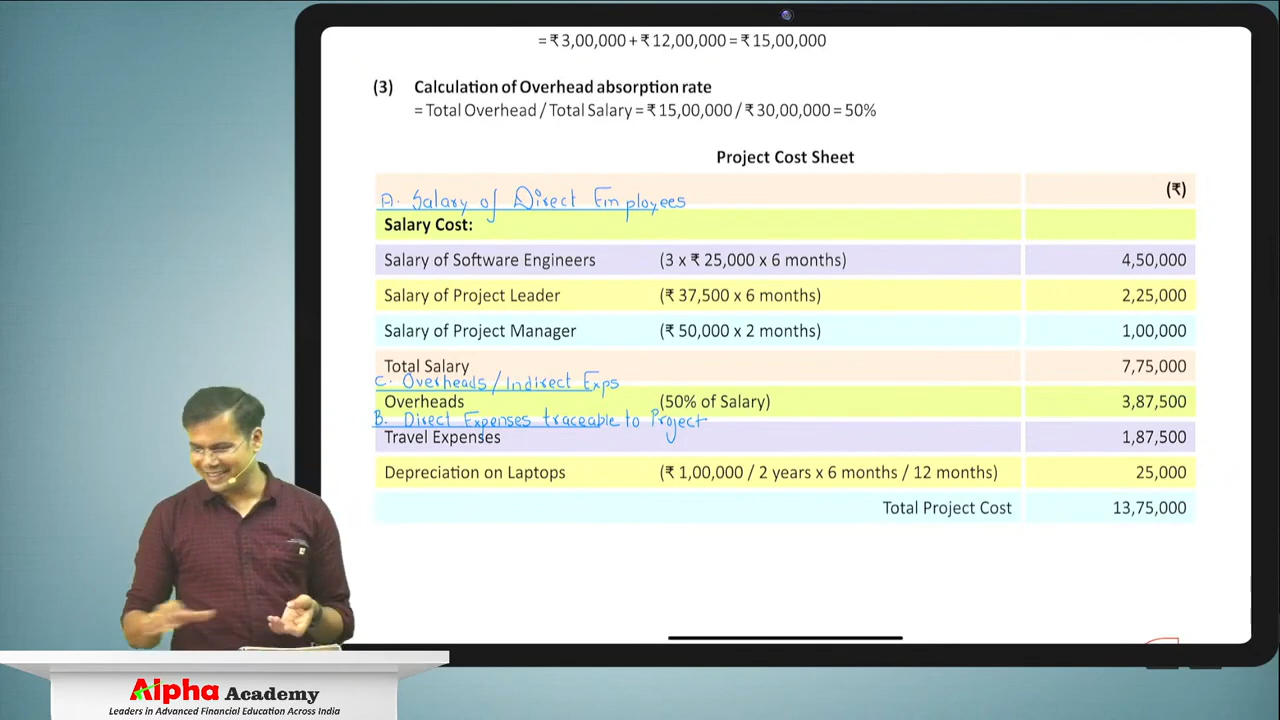 = ₹ 3,00,000 + ₹ 12,00,000 = ₹ 15,00,000
(3) Calculation of Overhead absorption rate
= Total Overhead / Total Salary = ₹ 15,00,000 / ₹ 30,00,000 = 50%
Project Cost Sheet
(₹)
A. Salary of Direct Employees
Salary Cost:
Salary of Software Engineers (3 x ₹ 25,000 x 6 months) 4,50,000
Salary of Project Leader (₹ 37,500 x 6 months) 2,25,000
Salary of Project Manager (₹ 50,000 x 2 months) 1,00,000
Total Salary 7,75,000
C. Overheads / Indirect Exps
Overheads (50% of Salary) 3,87,500
B. Direct Expenses traceable to Project
Travel Expenses 1,87,500
Depreciation on Laptops (₹ 1,00,000 / 2 years x 6 months / 12 months) 25,000
Total Project Cost 13,75,000
Alpha Academy
Leaders in Advanced Financial Education Across India